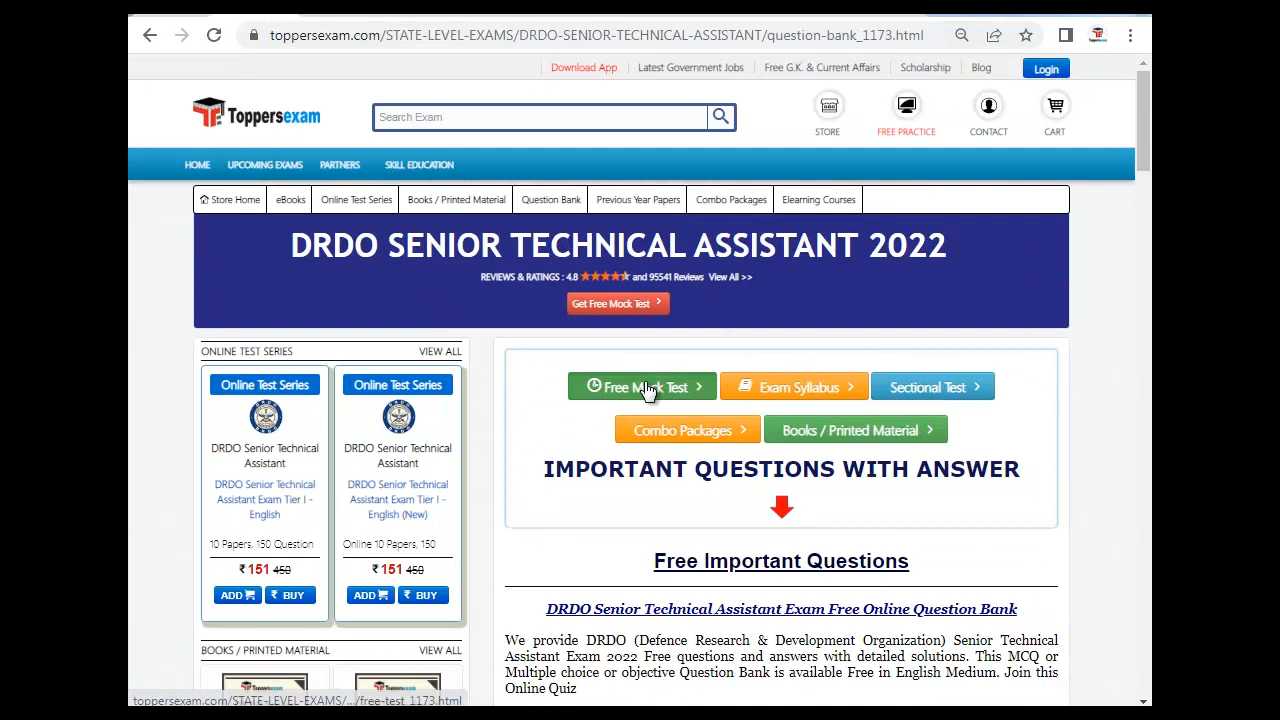 toppersexam.com/STATE-LEVEL-EXAMS/DRDO-SENIOR-TECHNICAL-ASSISTANT/question-bank_1173.html
Download App Latest Government Jobs Free G.K. & Current Affairs Scholarship Blog Login
Toppersexam
Search Exam
STORE FREE PRACTICE CONTACT CART
HOME UPCOMING EXAMS PARTNERS SKILL EDUCATION
Store Home eBooks Online Test Series Books / Printed Material Question Bank Previous Year Papers Combo Packages Elearning Courses
DRDO SENIOR TECHNICAL ASSISTANT 2022
REVIEWS & RATINGS : 4.8 and 95541 Reviews View All >>
Get Free Mock Test
ONLINE TEST SERIES VIEW ALL
Online Test Series
DRDO Senior Technical
Assistant
DRDO Senior Technical
Assistant Exam Tier I -
English
10 Papers, 150 Question
₹ 151 450
ADD ₹ BUY
Online Test Series
DRDO Senior Technical
Assistant
DRDO Senior Technical
Assistant Exam Tier I -
English (New)
Online 10 Papers, 150
₹ 151 450
ADD ₹ BUY
BOOKS / PRINTED MATERIAL VIEW ALL
Toppersexam Toppersexam
Free Mock Test Exam Syllabus Sectional Test
Combo Packages Books / Printed Material
IMPORTANT QUESTIONS WITH ANSWER
Free Important Questions
DRDO Senior Technical Assistant Exam Free Online Question Bank
We provide DRDO (Defence Research & Development Organization) Senior Technical
Assistant Exam 2022 Free questions and answers with detailed solutions. This MCQ or
Multiple choice or objective Question Bank is available Free in English Medium. Join this
Online Quiz
toppersexam.com/STATE-LEVEL-EXAMS/.../free-test_1173.html